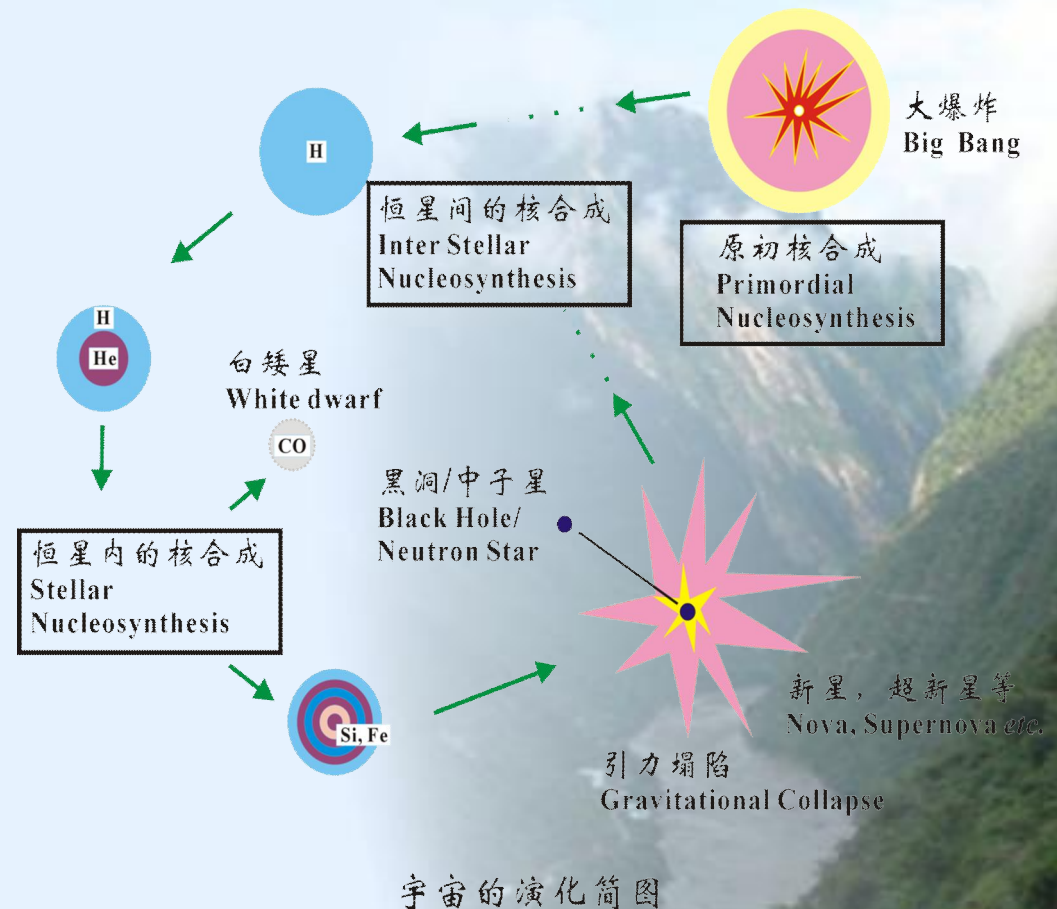 大爆炸
Big Bang
H
恒星间的核合成
Inter Stellar
Nucleosynthesis
原初核合成
Primordial
Nucleosynthesis
H
He
白矮星
White dwarf
CO
黑洞/中子星
Black Hole/
Neutron Star
恒星内的核合成
Stellar
Nucleosynthesis
Si, Fe
新星，超新星等
Nova, Supernova etc.
引力塌陷
Gravitational Collapse
宇宙的演化简图